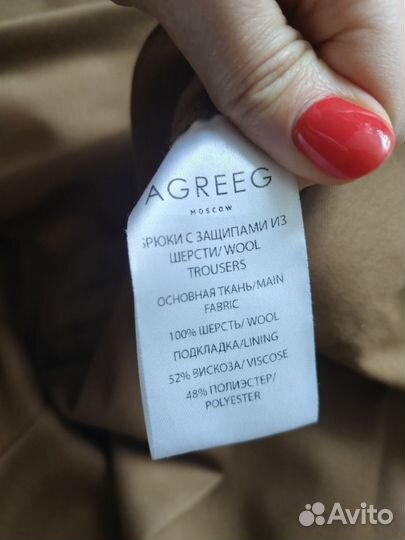 AGREEG
MOSCOW
БРЮКИ С ЗАЩИПАМИ ИЗ
ШЕРСТИ/ WOOL
TROUSERS
ОСНОВНАЯ ТКАНЬ/MAIN
FABRIC
100% ШЕРСТЬ/ WOOL
ПОДКЛАДКА/LINING
52% ВИСКОЗА/ VISCOSE
48% ПОЛИЭСТЕР/
POLYESTER
Avito